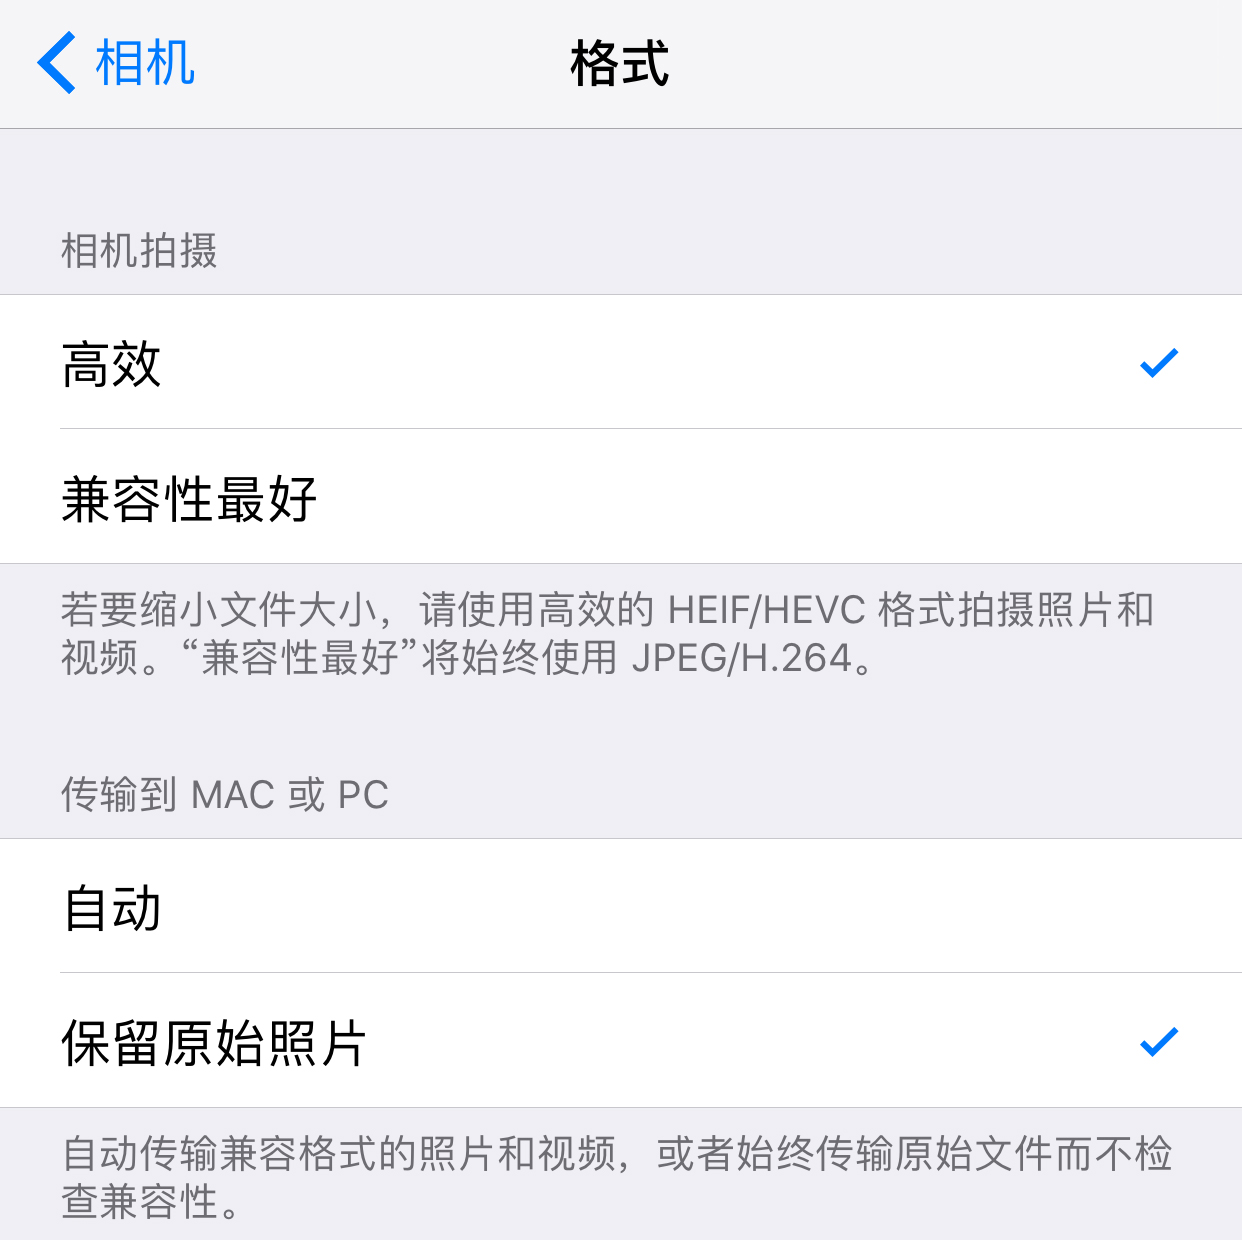 相机
格式
相机拍摄
高效
兼容性最好
若要缩小文件大小，请使用高效的 HEIF/HEVC 格式拍摄照片和
视频。“兼容性最好”将始终使用 JPEG/H.264。
传输到 MAC 或 PC
自动
保留原始照片
自动传输兼容格式的照片和视频，或者始终传输原始文件而不检
查兼容性。